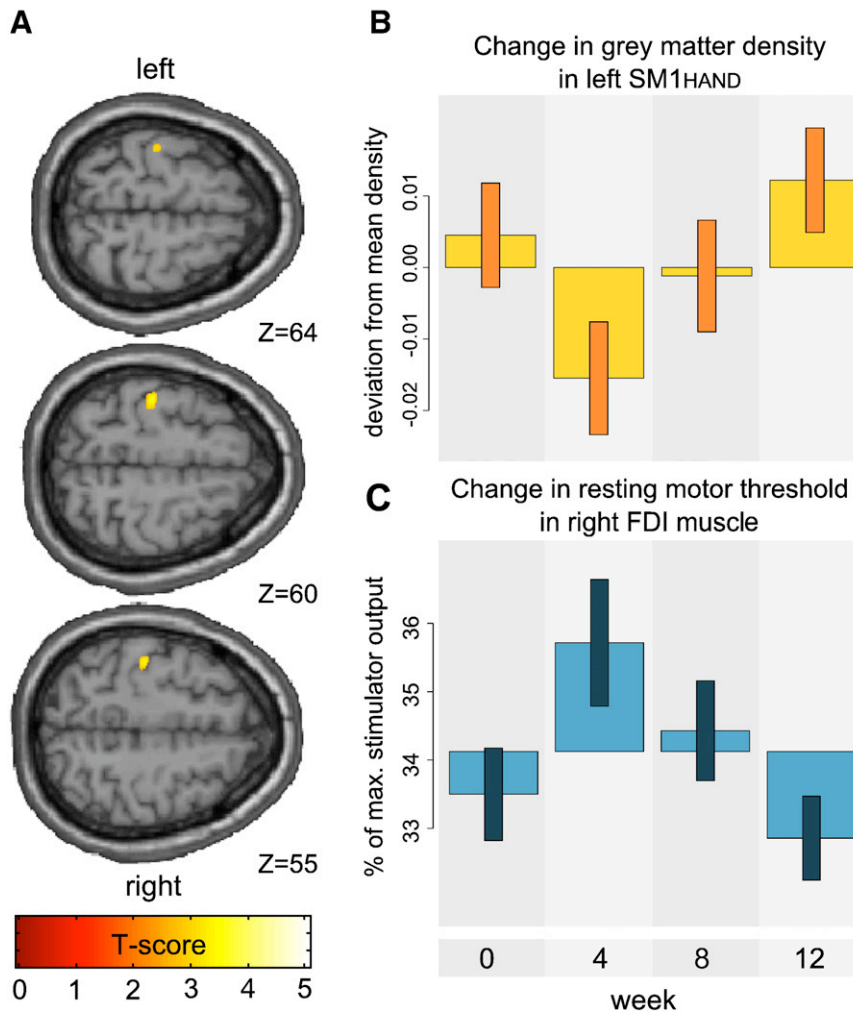 A
left
Z=64
Z=60
Z=55
right
T-score
0 1 2 3 4 5
B
Change in grey matter density
in left SM1HAND
deviation from mean density
0.01
0.00
-0.01
-0.02
C
Change in resting motor threshold
in right FDI muscle
% of max. stimulator output
36
35
34
33
0 4 8 12
week